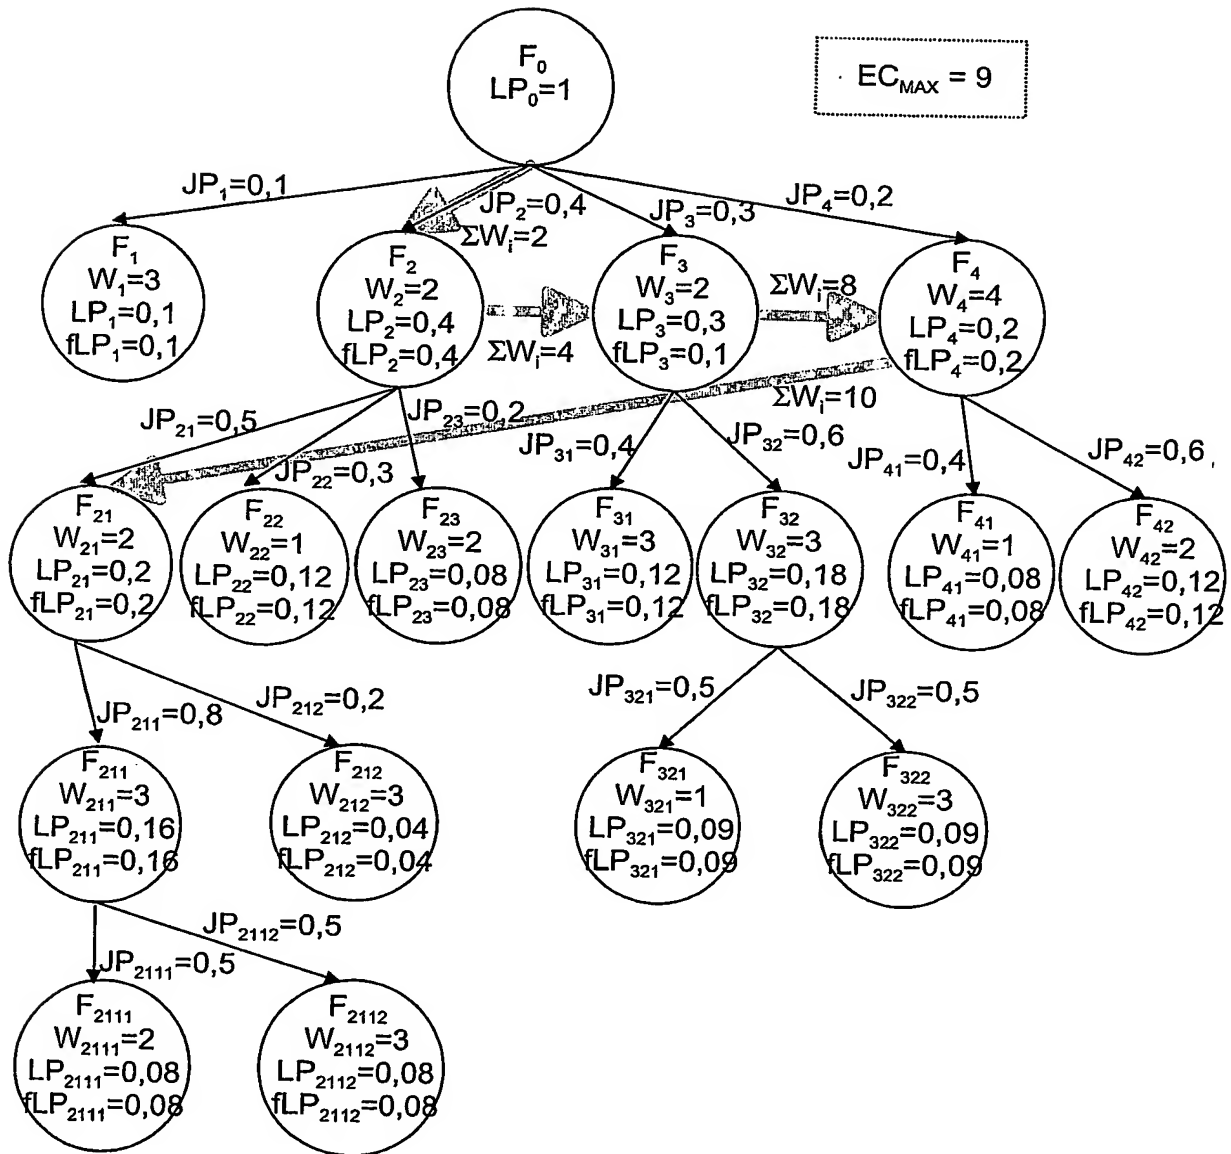 F₀
LP₀=1
EC_MAX = 9
JP₁=0,1
JP₂=0,4
JP₃=0,3
JP₄=0,2
ΣWᵢ=2
F₁
W₁=3
LP₁=0,1
fLP₁=0,1
F₂
W₂=2
LP₂=0,4
fLP₂=0,4
ΣWᵢ=4
F₃
W₃=2
LP₃=0,3
fLP₃=0,1
ΣWᵢ=8
F₄
W₄=4
LP₄=0,2
fLP₄=0,2
ΣWᵢ=10
JP₂₁=0,5
JP₂₂=0,3
JP₂₃=0,2
JP₃₁=0,4
JP₃₂=0,6
JP₄₁=0,4
JP₄₂=0,6
F₂₁
W₂₁=2
LP₂₁=0,2
fLP₂₁=0,2
F₂₂
W₂₂=1
LP₂₂=0,12
fLP₂₂=0,12
F₂₃
W₂₃=2
LP₂₃=0,08
fLP₂₃=0,08
F₃₁
W₃₁=3
LP₃₁=0,12
fLP₃₁=0,12
F₃₂
W₃₂=3
LP₃₂=0,18
fLP₃₂=0,18
F₄₁
W₄₁=1
LP₄₁=0,08
fLP₄₁=0,08
F₄₂
W₄₂=2
LP₄₂=0,12
fLP₄₂=0,12
JP₂₁₁=0,8
JP₂₁₂=0,2
JP₃₂₁=0,5
JP₃₂₂=0,5
F₂₁₁
W₂₁₁=3
LP₂₁₁=0,16
fLP₂₁₁=0,16
F₂₁₂
W₂₁₂=3
LP₂₁₂=0,04
fLP₂₁₂=0,04
F₃₂₁
W₃₂₁=1
LP₃₂₁=0,09
fLP₃₂₁=0,09
F₃₂₂
W₃₂₂=3
LP₃₂₂=0,09
fLP₃₂₂=0,09
JP₂₁₁₁=0,5
JP₂₁₁₂=0,5
F₂₁₁₁
W₂₁₁₁=2
LP₂₁₁₁=0,08
fLP₂₁₁₁=0,08
F₂₁₁₂
W₂₁₁₂=3
LP₂₁₁₂=0,08
fLP₂₁₁₂=0,08